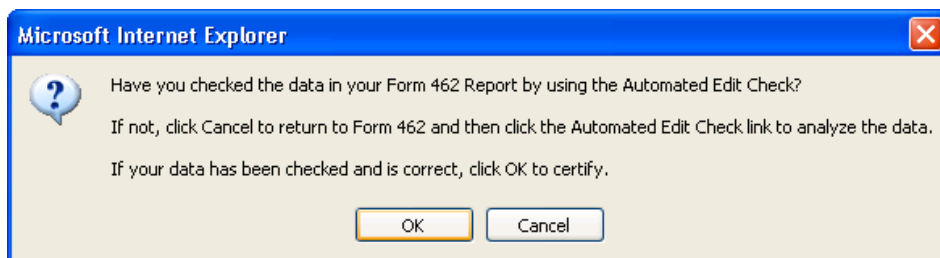 Microsoft Internet Explorer
Have you checked the data in your Form 462 Report by using the Automated Edit Check?
If not, click Cancel to return to Form 462 and then click the Automated Edit Check link to analyze the data.
If your data has been checked and is correct, click OK to certify.
OK Cancel